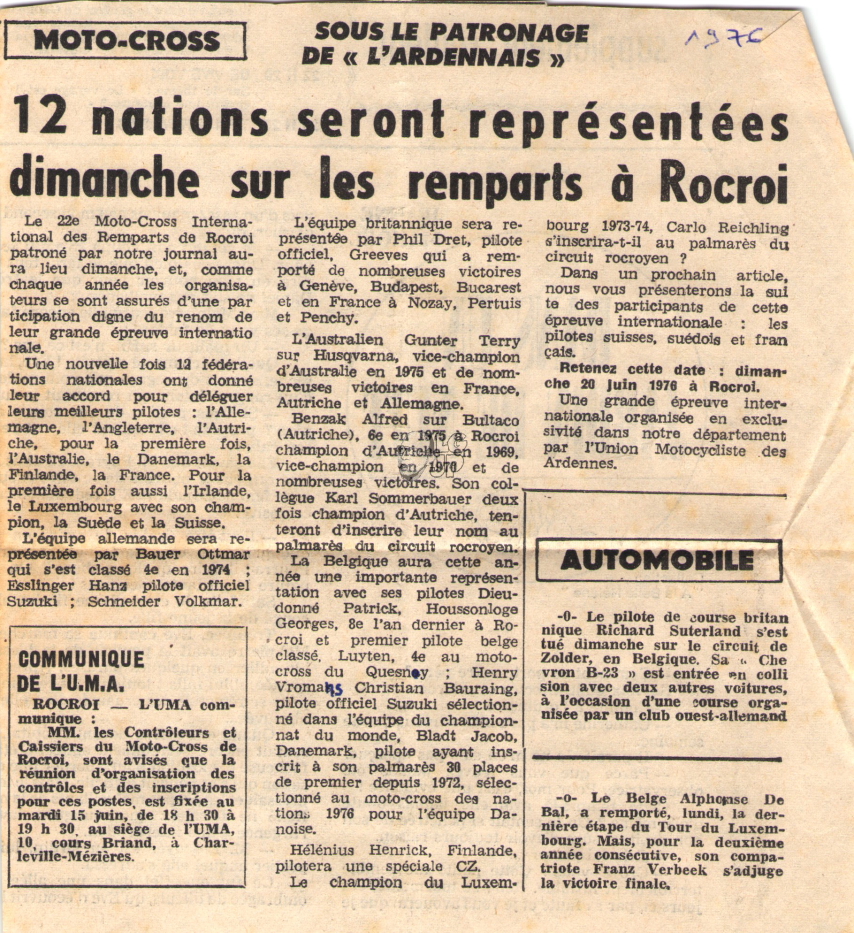 MOTO-CROSS
SOUS LE PATRONAGE
DE « L'ARDENNAIS »
1976
12 nations seront représentées
dimanche sur les remparts à Rocroi
Le 22e Moto-Cross Interna-
tional des Remparts de Rocroi
patroné par notre journal au-
ra lieu dimanche, et, comme
chaque année les organisa-
teurs se sont assurés d'une par
ticipation digne du renom de
leur grande épreuve internatio
nale.
Une nouvelle fois 12 fédéra-
tions nationales ont donné
leur accord pour déléguer
leurs meilleurs pilotes : l'Alle-
magne, l'Angleterre, l'Autri-
che, pour la première fois,
l'Australie, le Danemark, la
Finlande, la France. Pour la
première fois aussi l'Irlande,
le Luxembourg avec son cham-
pion, la Suède et la Suisse.
L'équipe allemande sera re-
présentée par Bauer Ottmar
qui s'est classé 4e en 1974 ;
Esslinger Hanz pilote officiel
Suzuki ; Schneider Volkmar.
COMMUNIQUE
DE L'U.M.A.
ROCROI — L'UMA com-
munique :
MM. les Contrôleurs et
Caissiers du Moto-Cross de
Rocroi, sont avisés que la
réunion d'organisation des
contrôles et des inscriptions
pour ces postes, est fixée au
mardi 15 juin, de 18 h 30 à
19 h 30, au siège de l'UMA,
10, cours Briand, à Char-
leville-Mézières.
L'équipe britannique sera re-
présentée par Phil Dret, pilote
officiel, Greeves qui a rem-
porté de nombreuses victoires
à Genève, Budapest, Bucarest
et en France à Nozay, Pertuis
et Penchy.
L'Australien Gunter Terry
sur Husqvarna, vice-champion
d'Australie en 1975 et de nom-
breuses victoires en France,
Autriche et Allemagne.
Benzak Alfred sur Bultaco
(Autriche), 6e en 1975 à Rocroi
champion d'Autriche en 1969,
vice-champion en 1970 et de
nombreuses victoires. Son col-
lègue Karl Sommerbauer deux
fois champion d'Autriche, ten-
teront d'inscrire leur nom au
palmarès du circuit rocroyen.
La Belgique aura cette an-
née une importante représen-
tation avec ses pilotes Dieu-
donné Patrick, Houssonloge
Georges, 8e l'an dernier à Ro-
croi et premier pilote belge
classé, Luyten, 4e au moto-
cross du Quesnoy ; Henry
Vromans Christian Bauraing,
pilote officiel Suzuki sélection-
né dans l'équipe du champion-
nat du monde, Bladt Jacob,
Danemark, pilote ayant ins-
crit à son palmarès 30 places
de premier depuis 1972, sélec-
tionné au moto-cross des na-
tions 1976 pour l'équipe Da-
noise.
Hélénius Henrick, Finlande,
pilotera une spéciale CZ.
Le champion du Luxem-
bourg 1973-74, Carlo Reichling
s'inscrira-t-il au palmarès du
circuit rocroyen ?
Dans un prochain article,
nous vous présenterons la sui
te des participants de cette
épreuve internationale : les
pilotes suisses, suédois et fran
çais.
Retenez cette date : diman-
che 20 juin 1976 à Rocroi.
Une grande épreuve inter-
nationale organisée en exclu-
sivité dans notre département
par l'Union Motocycliste des
Ardennes.
AUTOMOBILE
-o- Le pilote de course britan
nique Richard Suterland s'est
tué dimanche sur le circuit de
Zolder, en Belgique. Sa « Che
vron B-23 » est entrée en colli
sion avec deux autres voitures,
à l'occasion d'une course orga-
nisée par un club ouest-allemand
-o- Le Belge Alphonse De
Bal, a remporté, lundi, la der-
nière étape du Tour du Luxem-
bourg. Mais, pour la deuxième
année consécutive, son compa-
triote Franz Verbeek s'adjuge
la victoire finale.